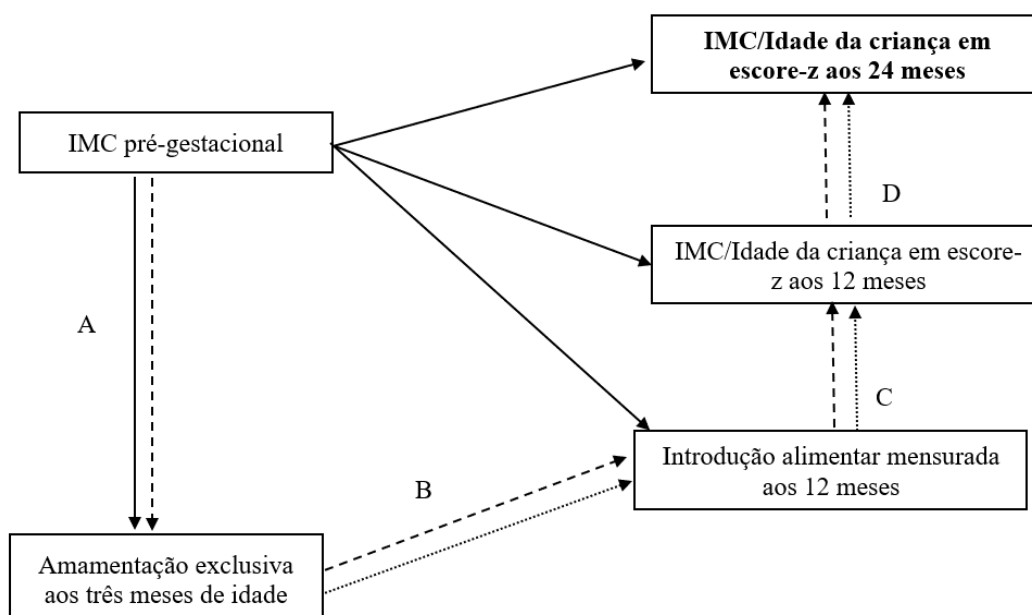 IMC/Idade da criança em
escore-z aos 24 meses
IMC pré-gestacional
D
IMC/Idade da criança em escore-
z aos 12 meses
A
C
Introdução alimentar mensurada
aos 12 meses
B
Amamentação exclusiva
aos três meses de idade